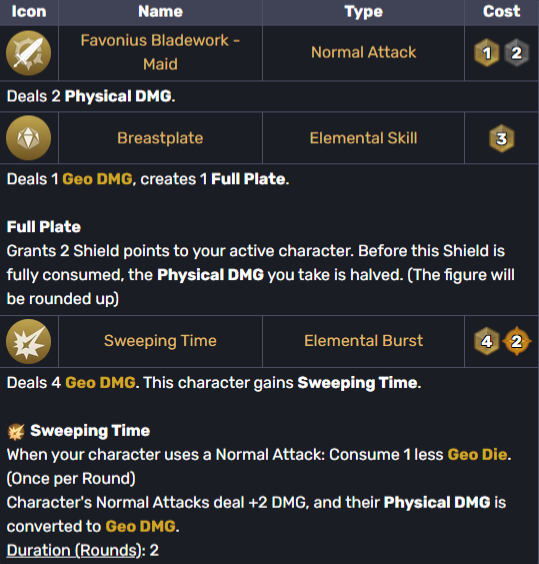 Icon Name Type Cost
Favonius Bladework -
Maid
Normal Attack
1 2
Deals 2 Physical DMG.
Breastplate Elemental Skill 3
Deals 1 Geo DMG, creates 1 Full Plate.
Full Plate
Grants 2 Shield points to your active character. Before this Shield is
fully consumed, the Physical DMG you take is halved. (The figure will
be rounded up)
Sweeping Time Elemental Burst 4 2
Deals 4 Geo DMG. This character gains Sweeping Time.
Sweeping Time
When your character uses a Normal Attack: Consume 1 less Geo Die.
(Once per Round)
Character's Normal Attacks deal +2 DMG, and their Physical DMG is
converted to Geo DMG.
Duration (Rounds): 2